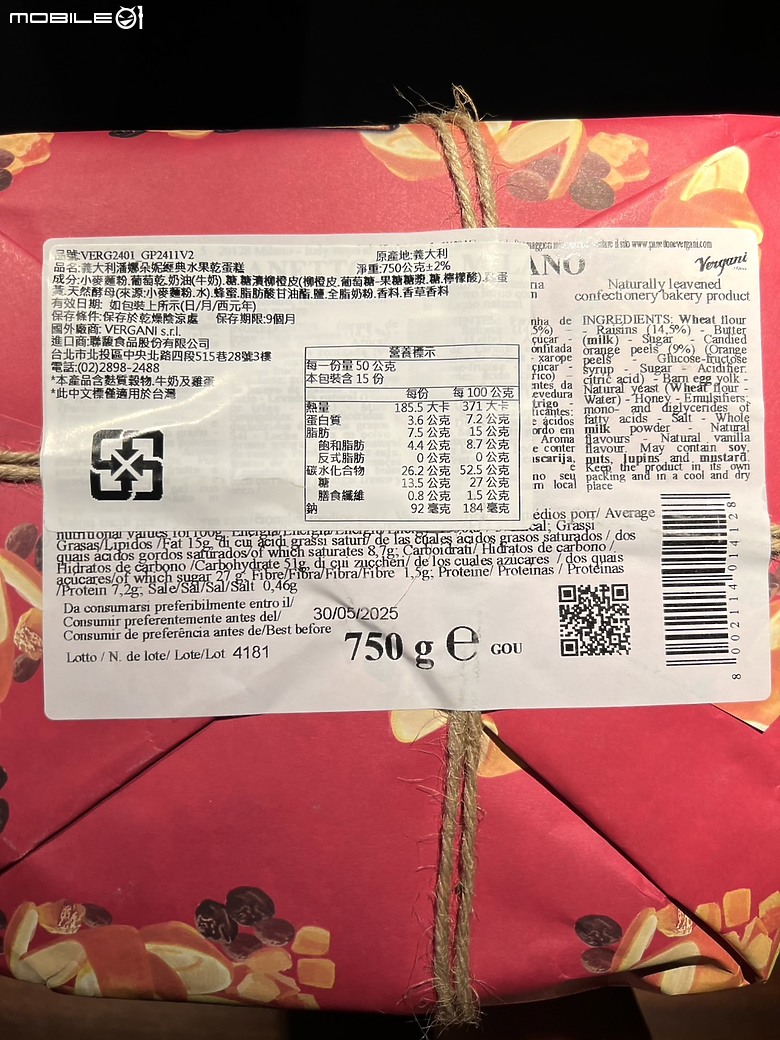 MOBILE01
品號:VERG2401 GP2411V2
原產地:義大利
品名:義大利潘娜朵妮經典水果乾蛋糕
淨重:750公克±2%
成分:小麥麵粉,葡萄乾,奶油(牛奶),糖,糖漬柳橙皮(柳橙皮,葡萄糖-果糖糖漿,糖,檸檬酸),
黃,天然酵母(來源:小麥麵粉,水),蜂蜜,脂肪酸甘油酯,鹽,全脂奶粉,香料,香草香料
有效日期: 如包裝上所示(日/月/西元年)
保存條件:保存於乾燥陰涼處 保存期限:9個月
國外廠商: VERGANI s.r.l.
進口商:聯馥食品股份有限公司
台北市北投區中央北路四段515巷28號3樓
電話:(02)2898-2488
*本產品含麩質穀物,牛奶及雞蛋
*此中文標僅適用於台灣
營養標示
每一份量 50 公克
本包裝含 15 份
每份 每 100 公克
熱量 185.5 大卡 371 大卡
蛋白質 3.6 公克 7.2 公克
脂肪 7.5 公克 15 公克
飽和脂肪 4.4 公克 8.7 公克
反式脂肪 0 公克 0 公克
碳水化合物 26.2 公克 52.5 公克
糖 13.5 公克 27 公克
膳食纖維 0.8 公克 1.5 公克
鈉 92 毫克 184 毫克
www.panettonevergani.com
ANO
Vergani
Naturally leavened
confectionery bakery product
INGREDIENTS: Wheat flour
- Raisins (14,5%) - Butter
(milk) - Sugar - Candied
orange peels (9%) (Orange
peels - Glucose-fructose
syrup - Sugar - Acidifier:
citric acid) - Barn egg yolk -
Natural yeast (Wheat flour -
Water) - Honey - Emulsifiers:
mono- and diglycerides of
fatty acids - Salt - Whole
milk powder - Natural
flavours - Natural vanilla
flavour. May contain soy,
nuts, lupins and mustard.
Keep the product in its own
packing and in a cool and dry
place
édios por/ Average
cal; Grassi
Grasas/Lípidos /Fat 15g, di cui acidi grassi saturi/ de las cuales ácidos grasos saturados / dos
quais ácidos gordos saturados/of which saturates 8,7g; Carboidrati/ Hidratos de carbono /
Hidratos de carbono /Carbohydrate 51g, di cui zuccheri/ de los cuales azúcares / dos quais
açúcares/of which sugar 27 g; Fibre/Fibra/Fibra/Fibre 1,5g; Proteine/ Proteínas / Proteínas
/Protein 7,2g; Sale/Sal/Sal/Salt 0,46g
Da consumarsi preferibilmente entro il/
Consumir preferentemente antes del/
Consumir de preferência antes de/Best before
30/05/2025
750 g e GOU
Lotto / N. de lote/ Lote/Lot 4181
8 002114 014128